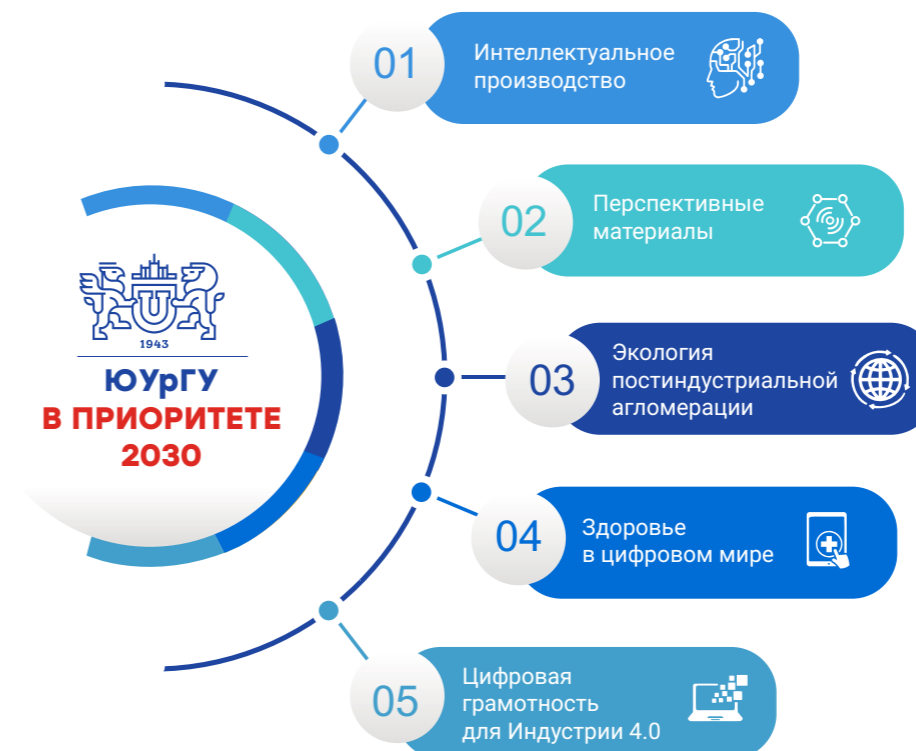 01
Интеллектуальное
производство
02
Перспективные
материалы
1943
ЮУрГУ
В ПРИОРИТЕТЕ
2030
03
Экология
постиндустриальной
агломерации
04
Здоровье
в цифровом мире
05
Цифровая
грамотность
для Индустрии 4.0